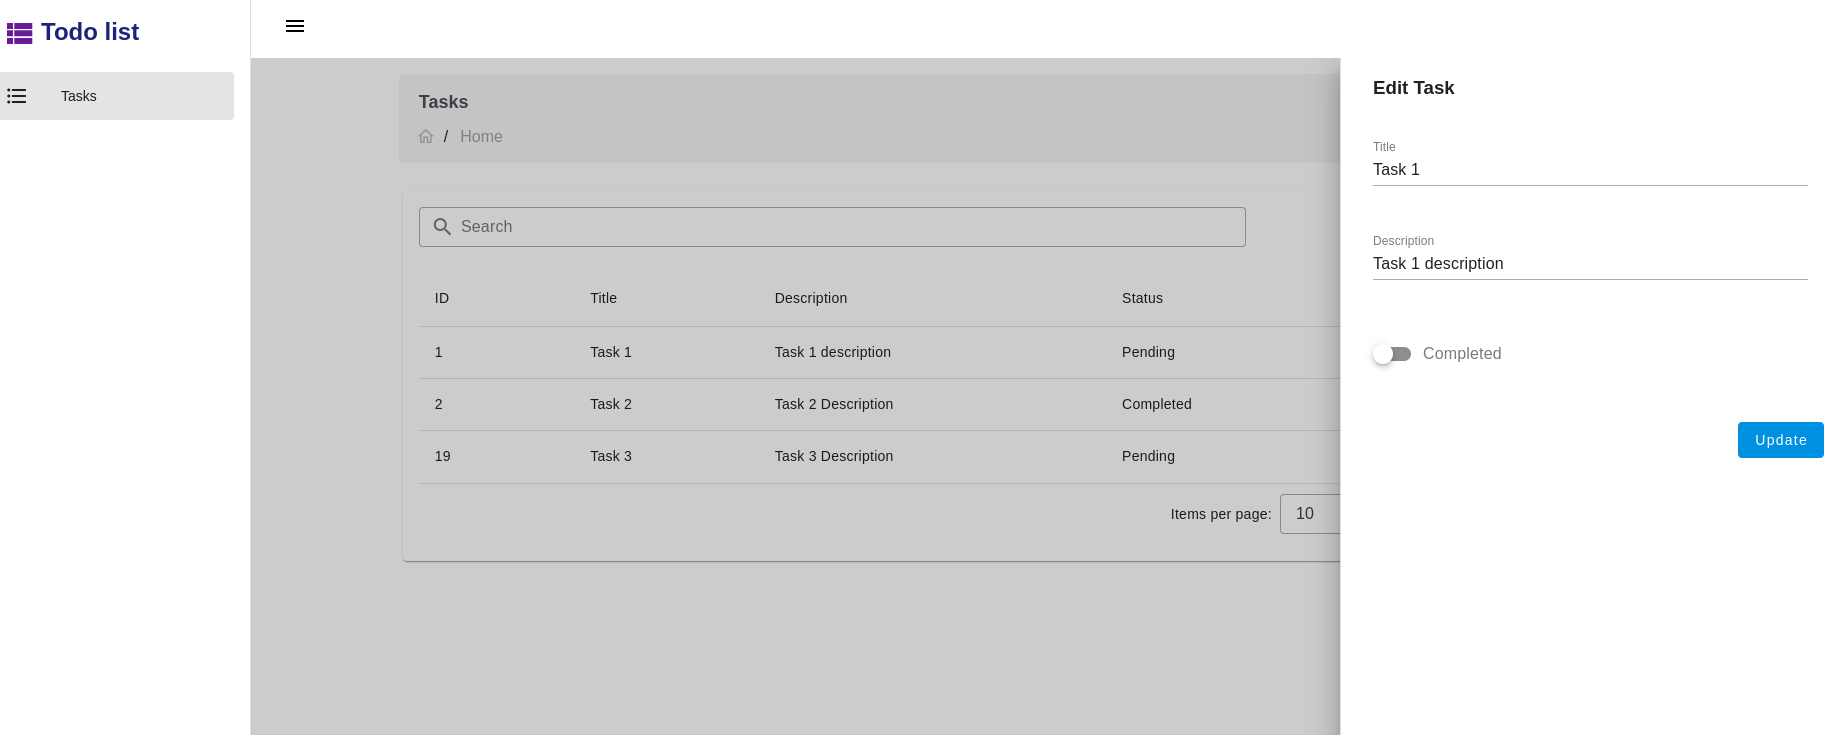 Todo list
Tasks
Tasks
/ Home
Search
ID Title Description Status
1 Task 1 Task 1 description Pending
2 Task 2 Task 2 Description Completed
19 Task 3 Task 3 Description Pending
Items per page: 10
Edit Task
Title
Task 1
Description
Task 1 description
Completed
Update